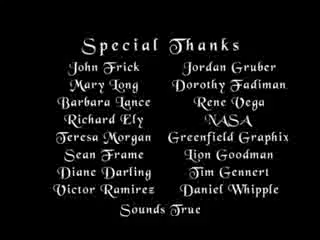 Special Thanks
John Frick Jordan Gruber
Mary Long Dorothy Fadiman
Barbara Lance Rene Vega
Richard Ely NASA
Teresa Morgan Greenfield Graphix
Sean Frame Lion Goodman
Diane Darling Tim Gennert
Victor Ramirez Daniel Whipple
Sounds True